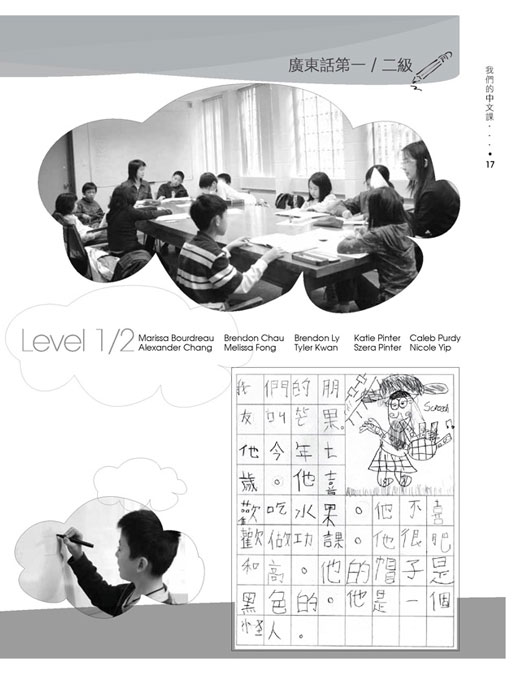 廣東話第一 / 二級
我們的中文課 · · · •
17
Level 1/2
Marissa Bourdreau Brendon Chau Brendon Ly Katie Pinter Caleb Purdy
Alexander Chang Melissa Fong Tyler Kwan Szera Pinter Nicole Yip
我們的朋
友叫芒果。
他今年七
歲。他喜
歡吃水果。他不喜
歡做功課。他很肥
和高。他的帽子是
黑色的。他是一個
怪人。
School